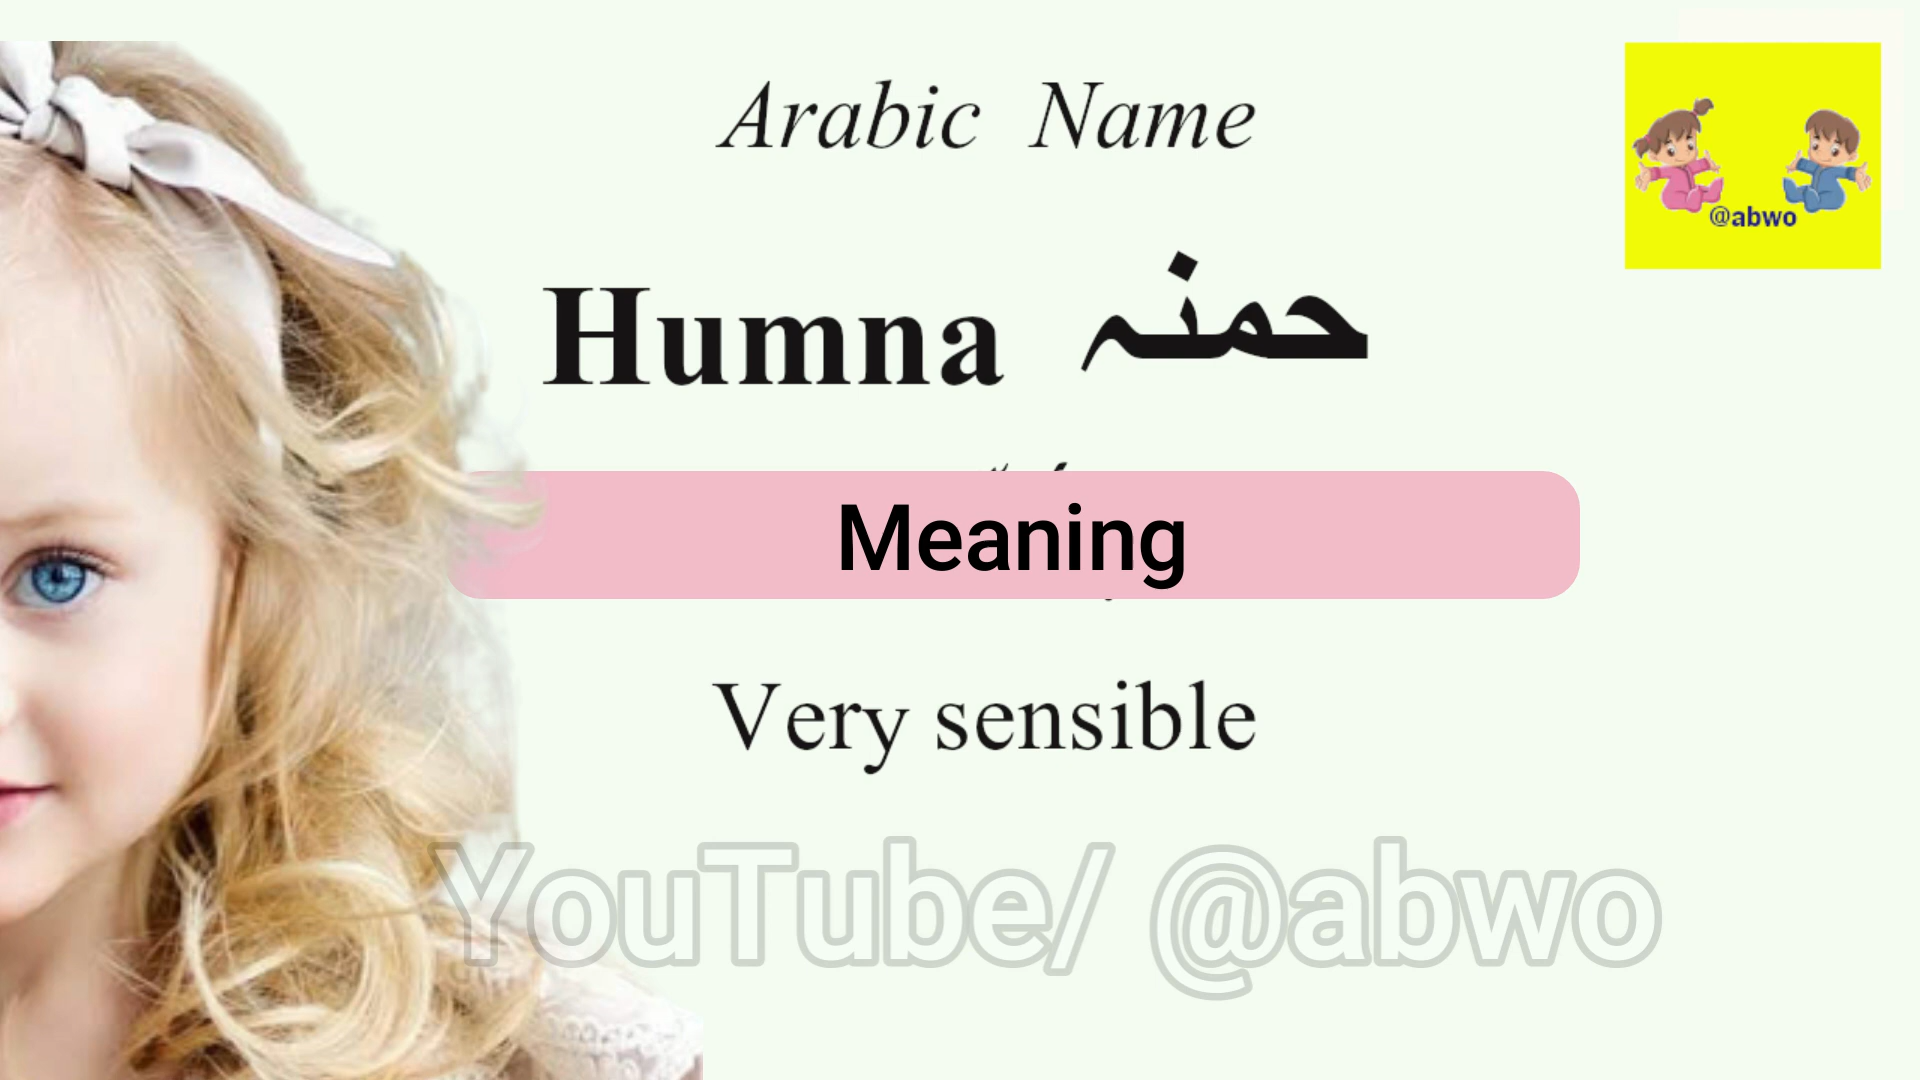 Arabic Name
@abwo
Humna حمنہ
Meaning
Very sensible
YouTube/ @abwo